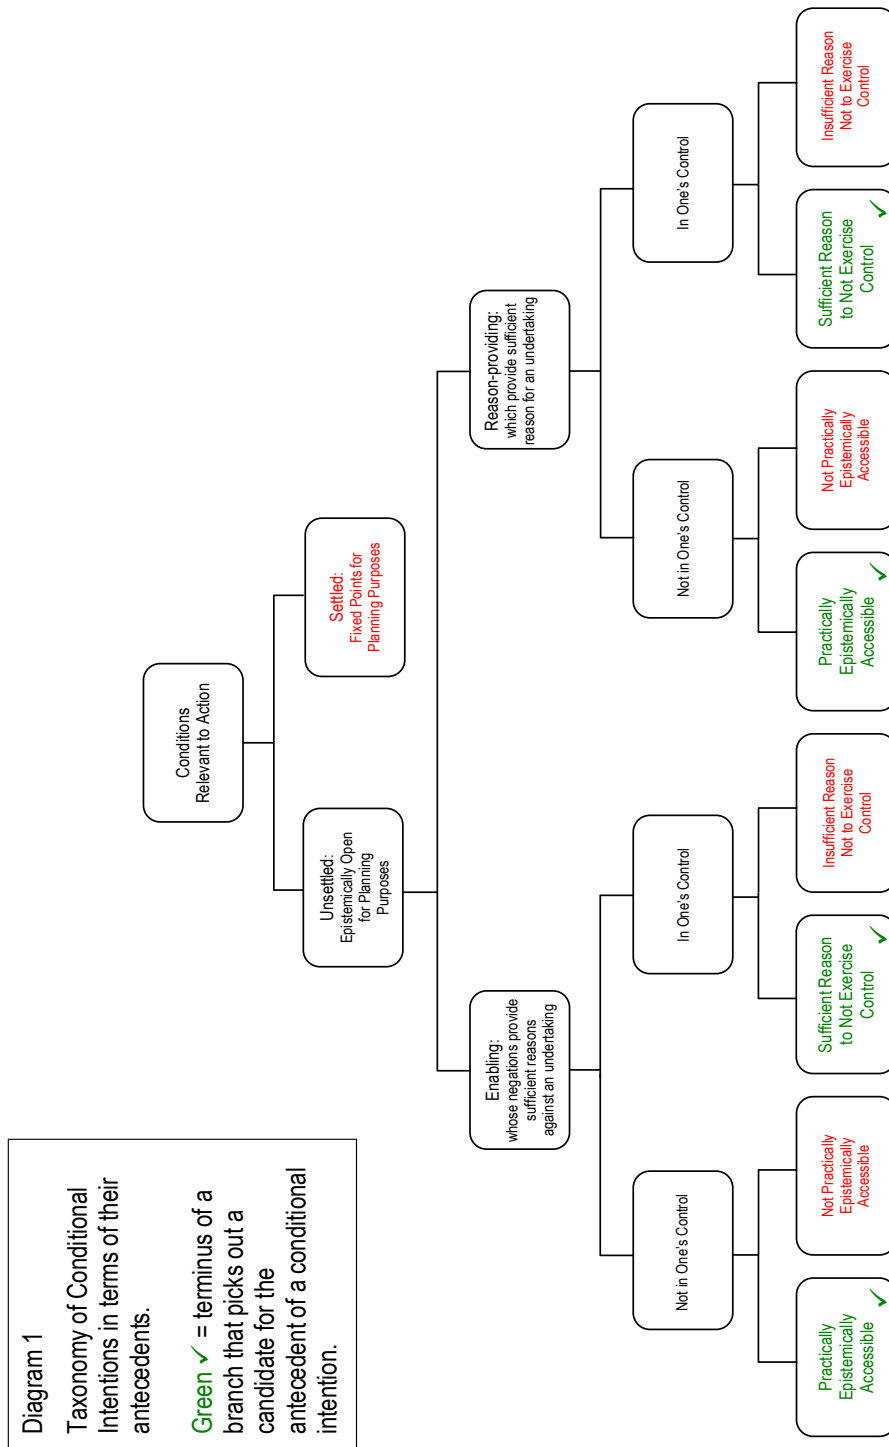 Diagram 1
Taxonomy of Conditional
Intentions in terms of their
antecedents.
Green ✓ = terminus of a
branch that picks out a
candidate for the
antecedent of a conditional
intention.
Conditions
Relevant to Action
Unsettled:
Epistemically Open
for Planning
Purposes
Settled:
Fixed Points for
Planning Purposes
Enabling:
whose negations provide
sufficient reasons
against an undertaking
Reason-providing:
which provide sufficient
reason for an undertaking
Not in One's Control
In One's Control
Not in One's Control
In One's Control
Practically
Epistemically
Accessible
✓
Not Practically
Epistemically
Accessible
Sufficient Reason
to Not Exercise
Control
✓
Insufficient Reason
Not to Exercise
Control
Practically
Epistemically
Accessible
✓
Not Practically
Epistemically
Accessible
Sufficient Reason
to Not Exercise
Control
✓
Insufficient Reason
Not to Exercise
Control